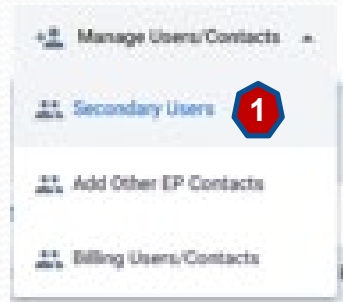 Manage Users/Contacts
Secondary Users 1
Add Other EP Contacts
Billing Users/Contacts